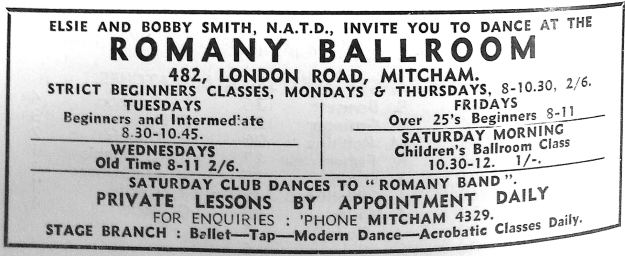 ELSIE AND BOBBY SMITH, N.A.T.D., INVITE YOU TO DANCE AT THE
ROMANY BALLROOM
482, LONDON ROAD, MITCHAM.
STRICT BEGINNERS CLASSES, MONDAYS & THURSDAYS, 8-10.30, 2/6.
TUESDAYS
Beginners and Intermediate
8.30-10.45.
WEDNESDAYS
Old Time 8-11 2/6.
FRIDAYS
Over 25's Beginners 8-11
SATURDAY MORNING
Children's Ballroom Class
10.30-12. 1/-.
SATURDAY CLUB DANCES TO "ROMANY BAND".
PRIVATE LESSONS BY APPOINTMENT DAILY
FOR ENQUIRIES : 'PHONE MITCHAM 4329.
STAGE BRANCH : Ballet—Tap—Modern Dance—Acrobatic Classes Daily.